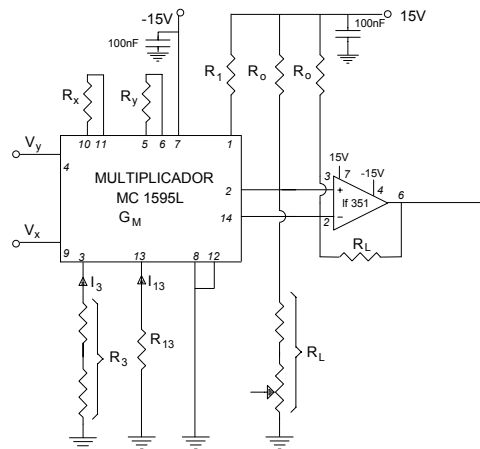 -15V
15V
100nF
100nF
Rx
Ry
R1
Ro
Ro
10 11
5 6 7
1
Vy
4
MULTIPLICADOR
MC 1595L
GM
2
14
15V
-15V
3 7 4 6
+
lf 351
−
2
RL
Vx
9
3 13 8 12
I3
I13
R3
R13
RL